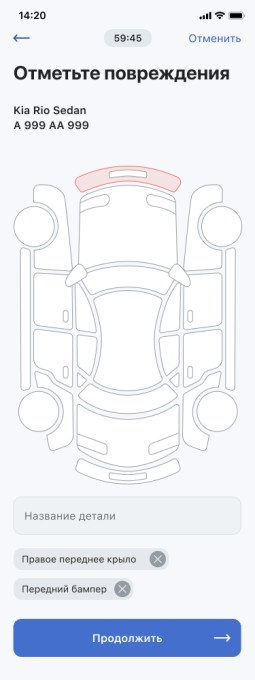 14:20
59:45
Отменить
Отметьте повреждения
Kia Rio Sedan
А 999 АА 999
Название детали
Правое переднее крыло
Передний бампер
Продолжить